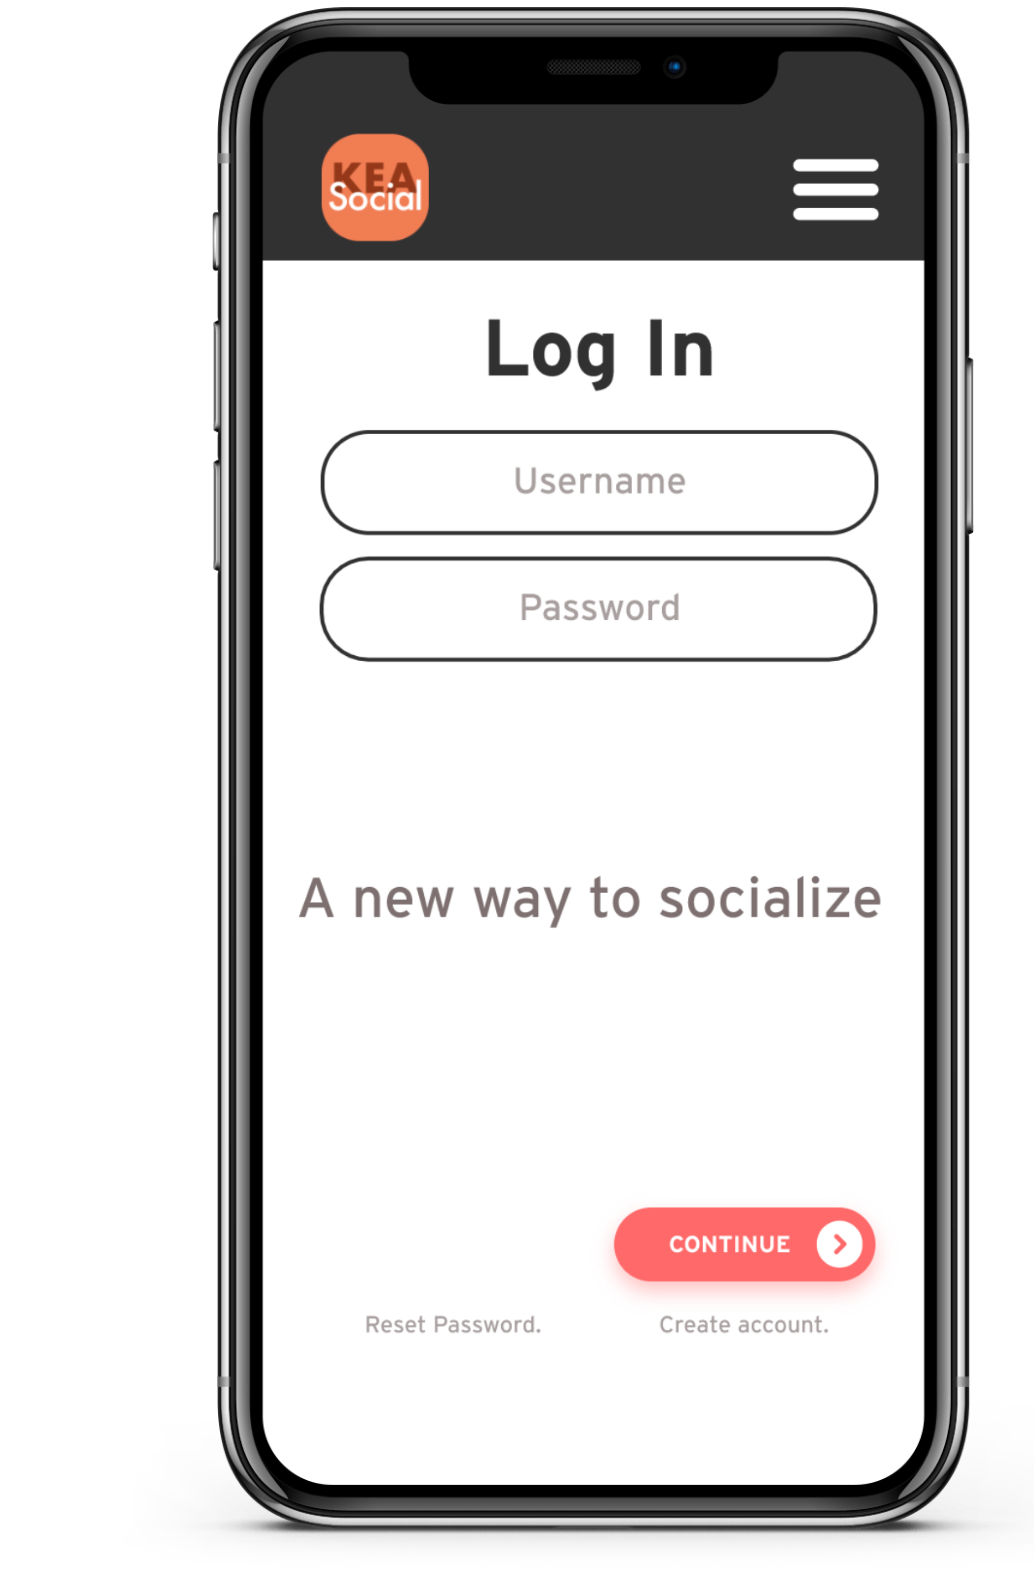 KEA
Social
Log In
Username
Password
A new way to socialize
CONTINUE
Reset Password.
Create account.